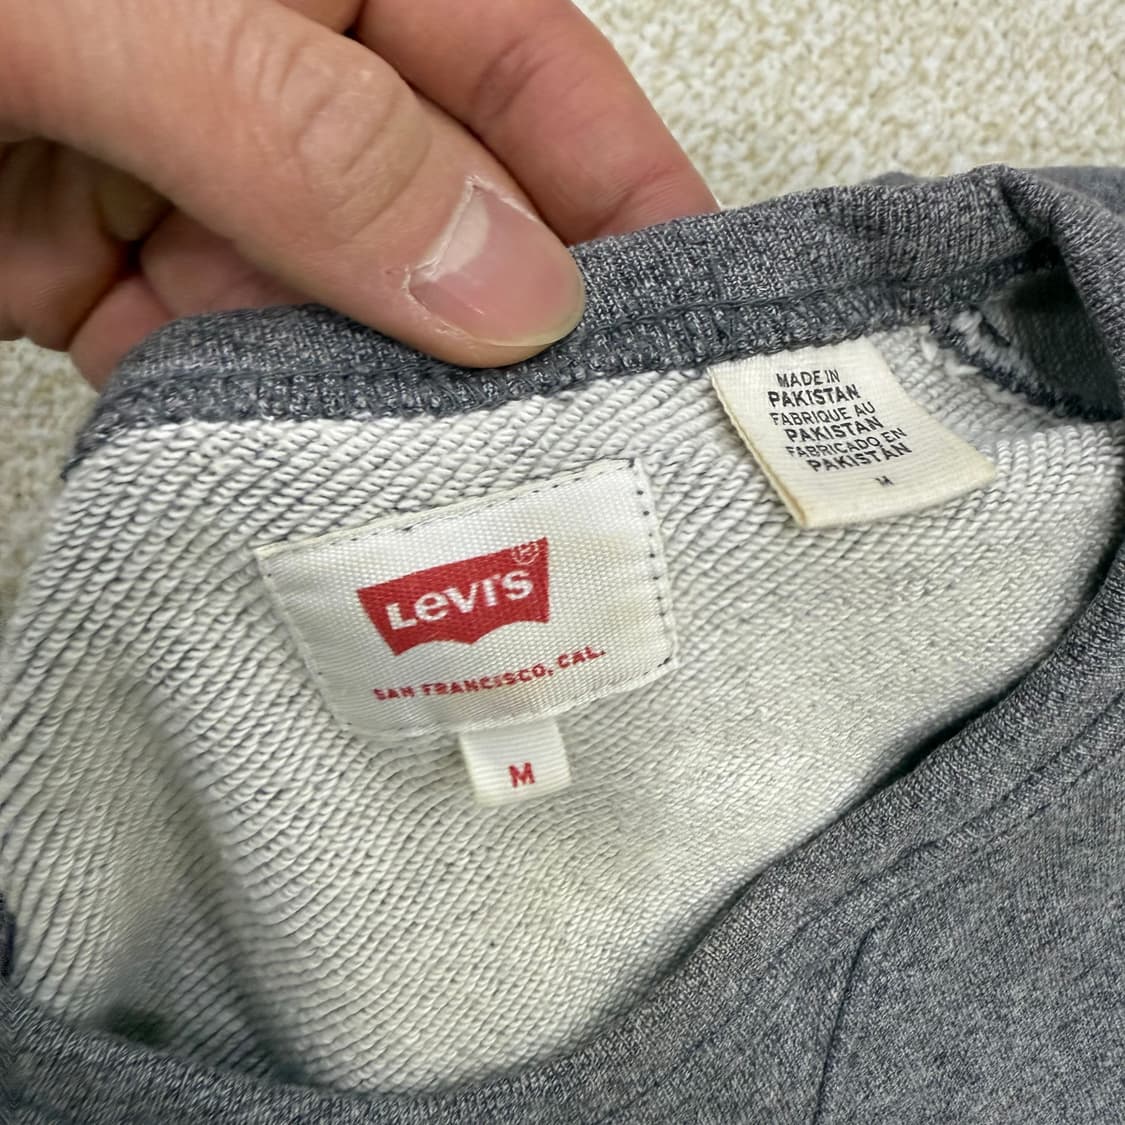 LEVI'S ®
SAN FRANCISCO, CAL.
M
MADE IN
PAKISTAN
FABRIQUE AU
PAKISTAN
FABRICADO EN
PAKISTAN
M